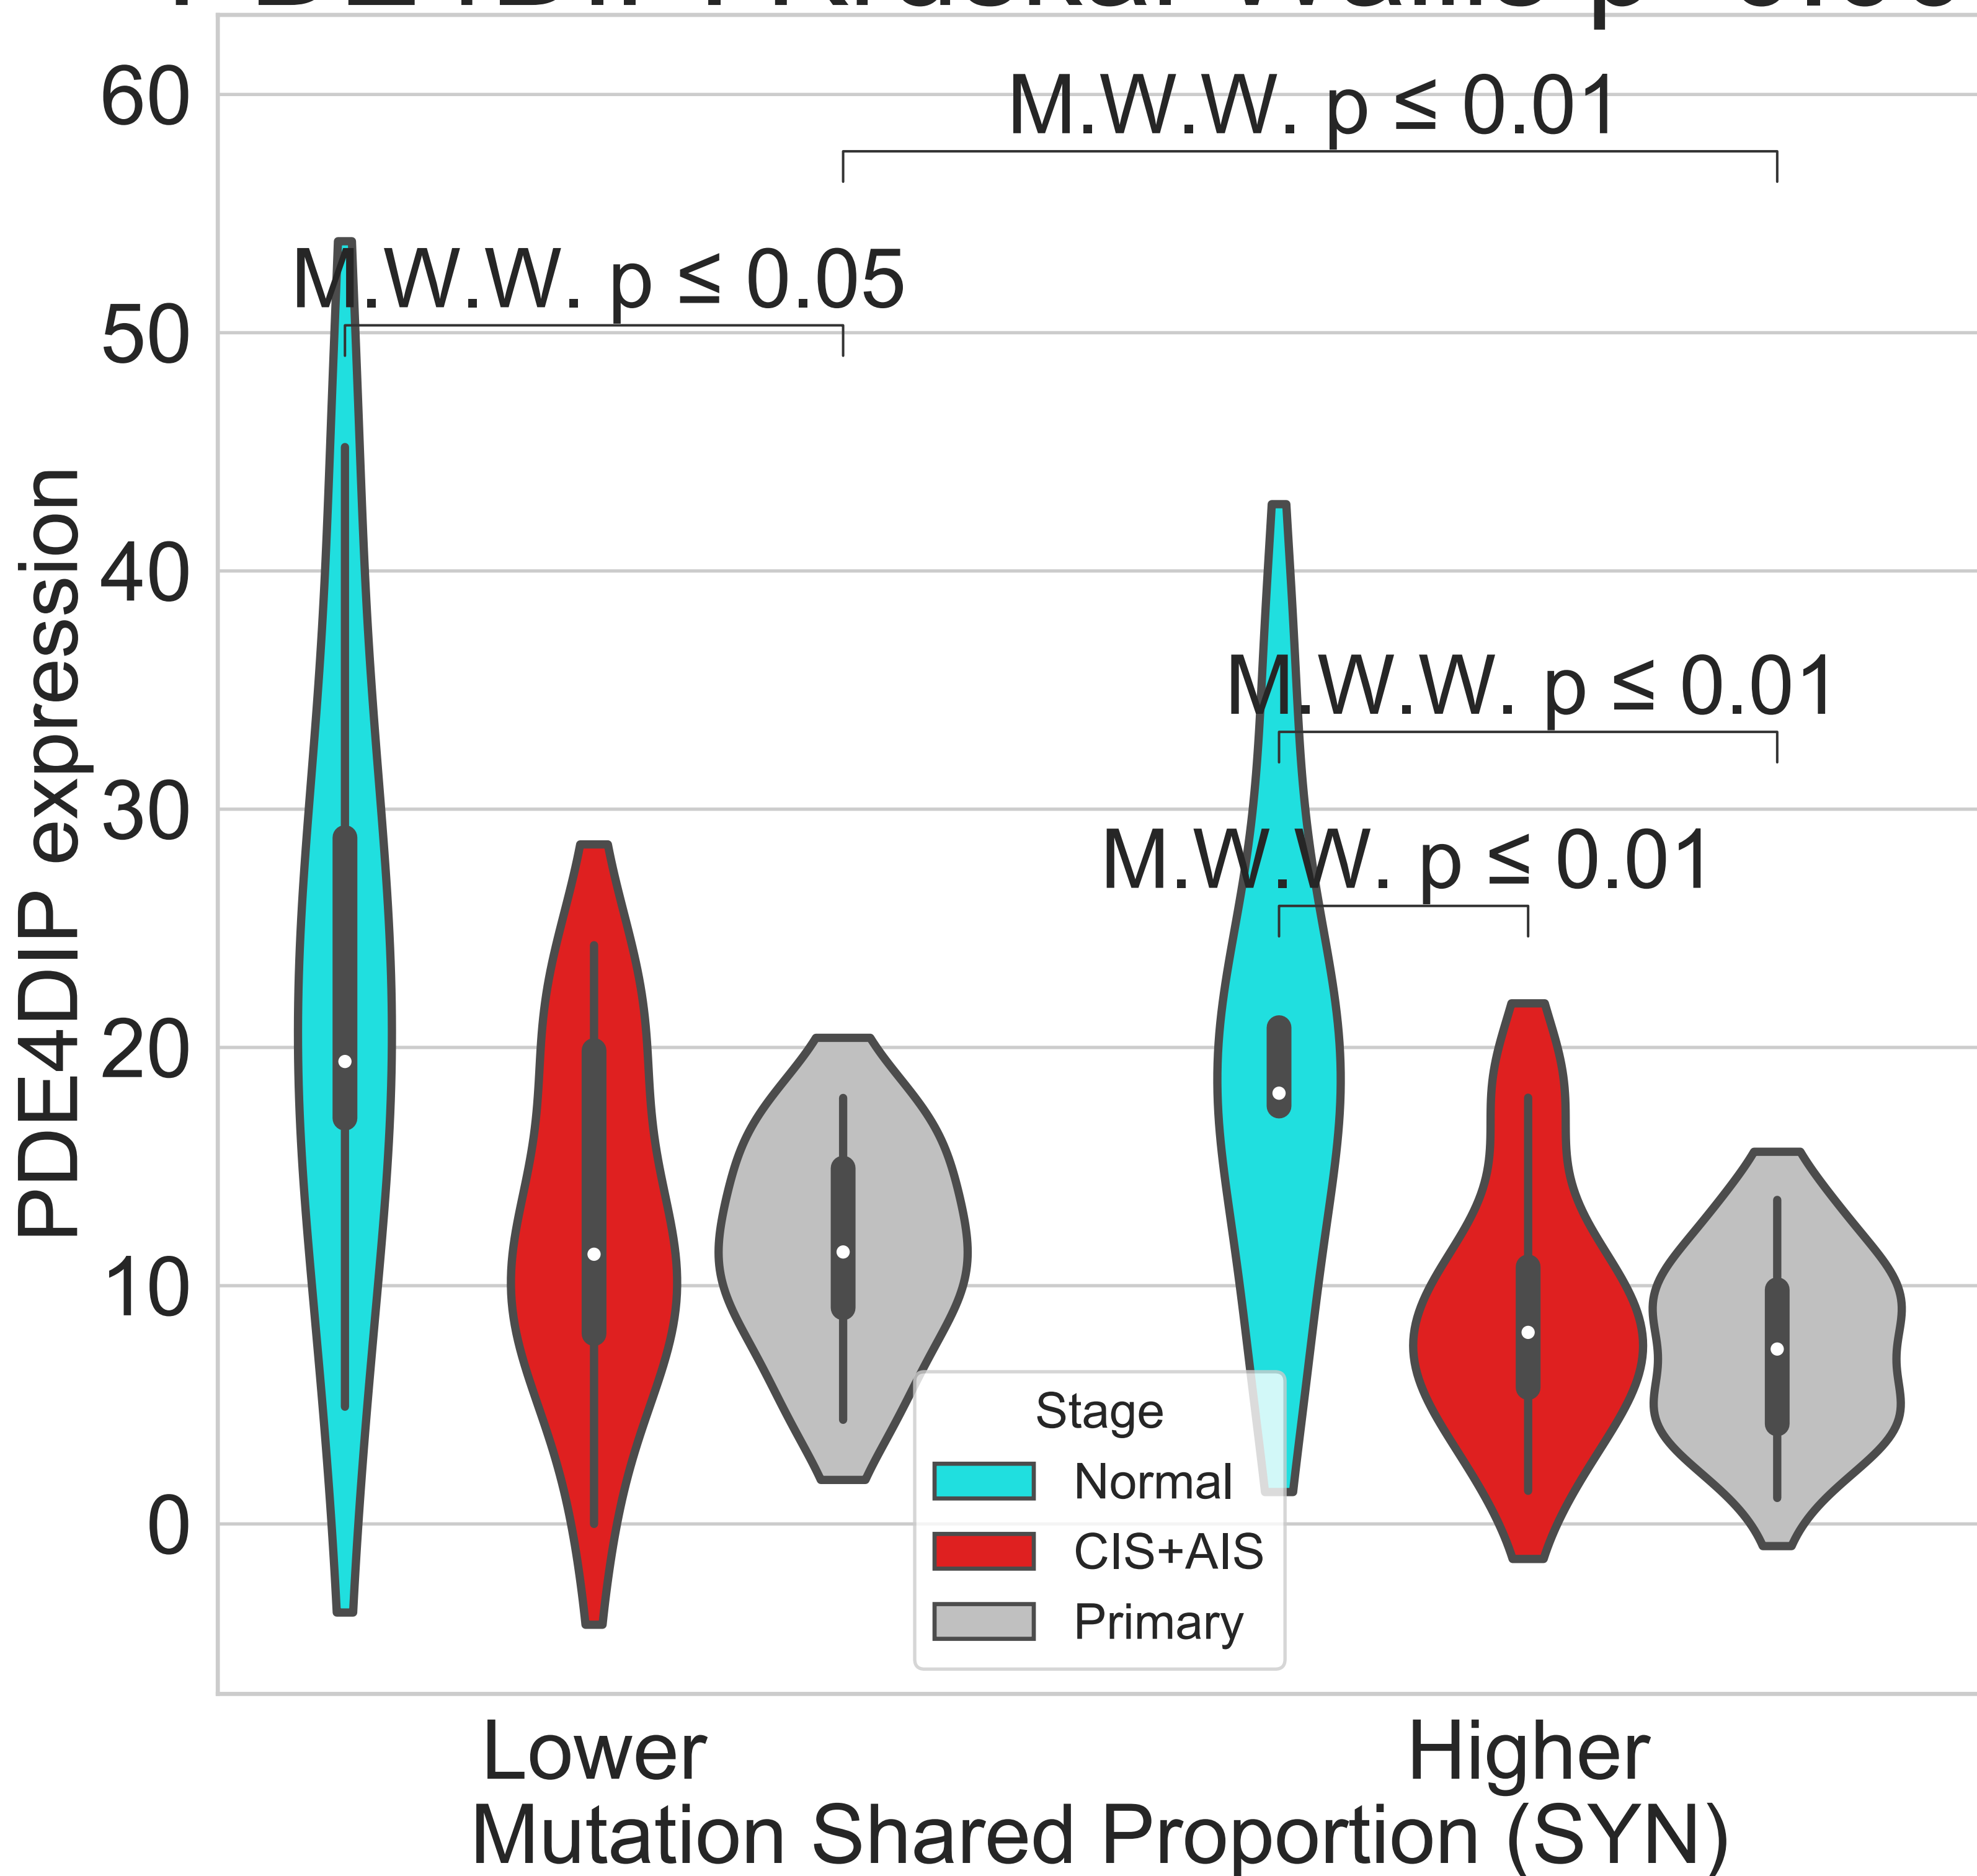 60
M.W.W. p ≤ 0.01
M.W.W. p ≤ 0.05
50
40
M.W.W. p ≤ 0.01
30
M.W.W. p ≤ 0.01
20
10
0
PDE4DIP expression
Stage
Normal
CIS+AIS
Primary
Lower
Higher
Mutation Shared Proportion (SYN)